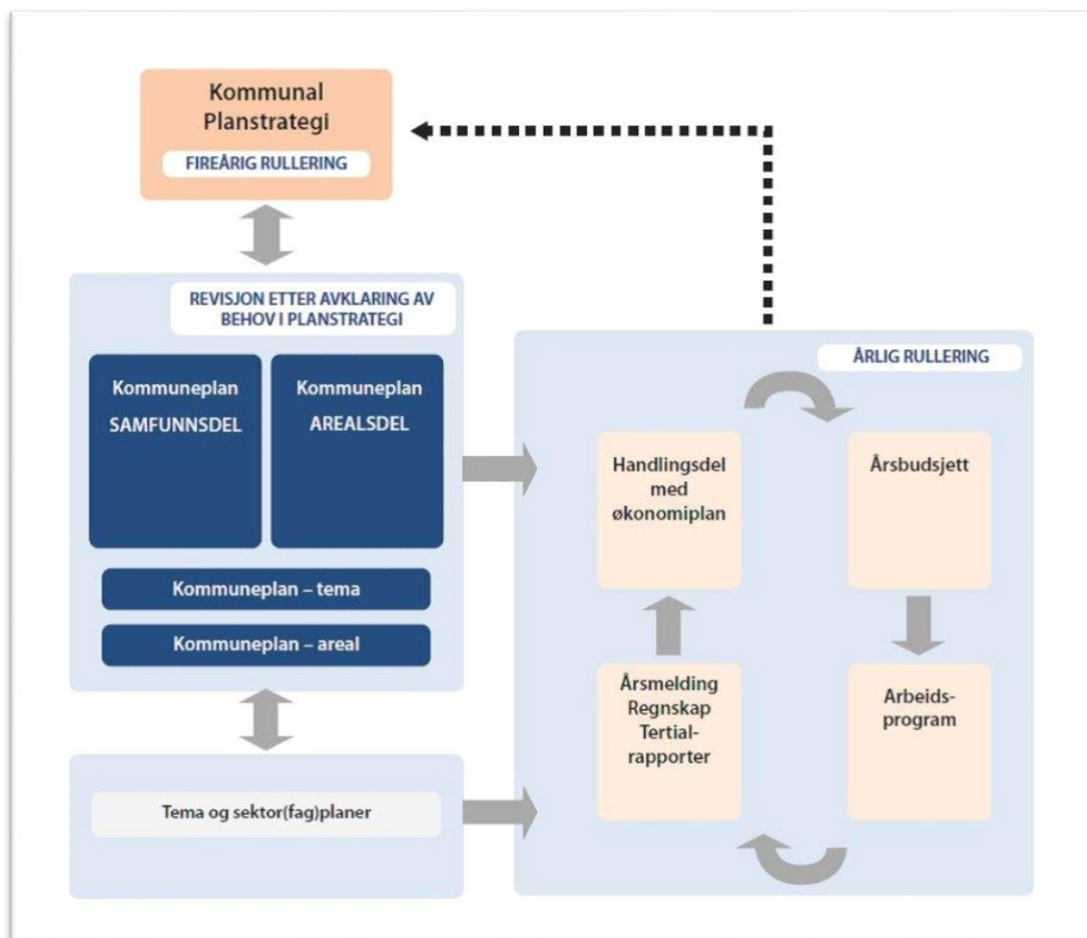 Kommunal
Planstrategi
FIREÅRIG RULLERING
REVISJON ETTER AVKLARING AV
BEHOV I PLANSTRATEGI
Kommuneplan
SAMFUNNSDEL
Kommuneplan
AREALSDEL
Kommuneplan – tema
Kommuneplan – areal
Tema og sektor(fag)planer
ÅRLIG RULLERING
Handlingsdel
med
økonomiplan
Årsbudsjett
Årsmelding
Regnskap
Tertial-
rapporter
Arbeids-
program